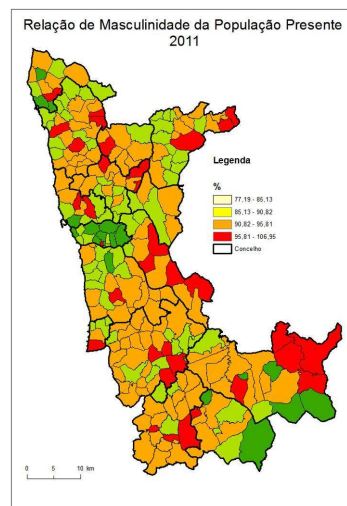 Relação de Masculinidade da População Presente
2011
Legenda
%
77,19 - 85,13
85,13 - 90,82
90,82 - 95,81
95,81 - 106,95
Concelho
0 5 10 km